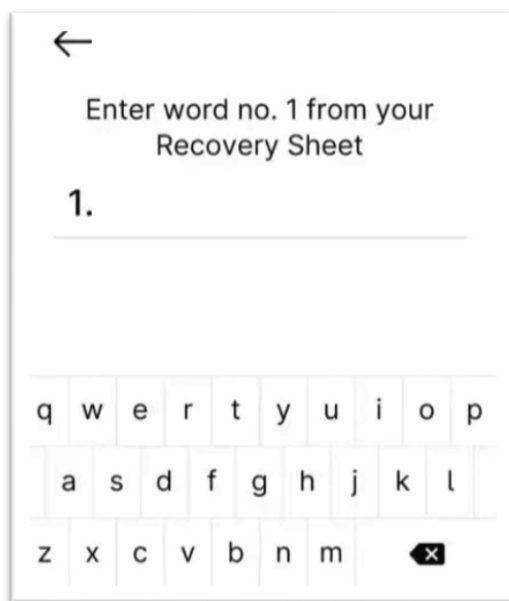 Enter word no. 1 from your
Recovery Sheet
1.
q w e r t y u i o p
a s d f g h j k l
z x c v b n m